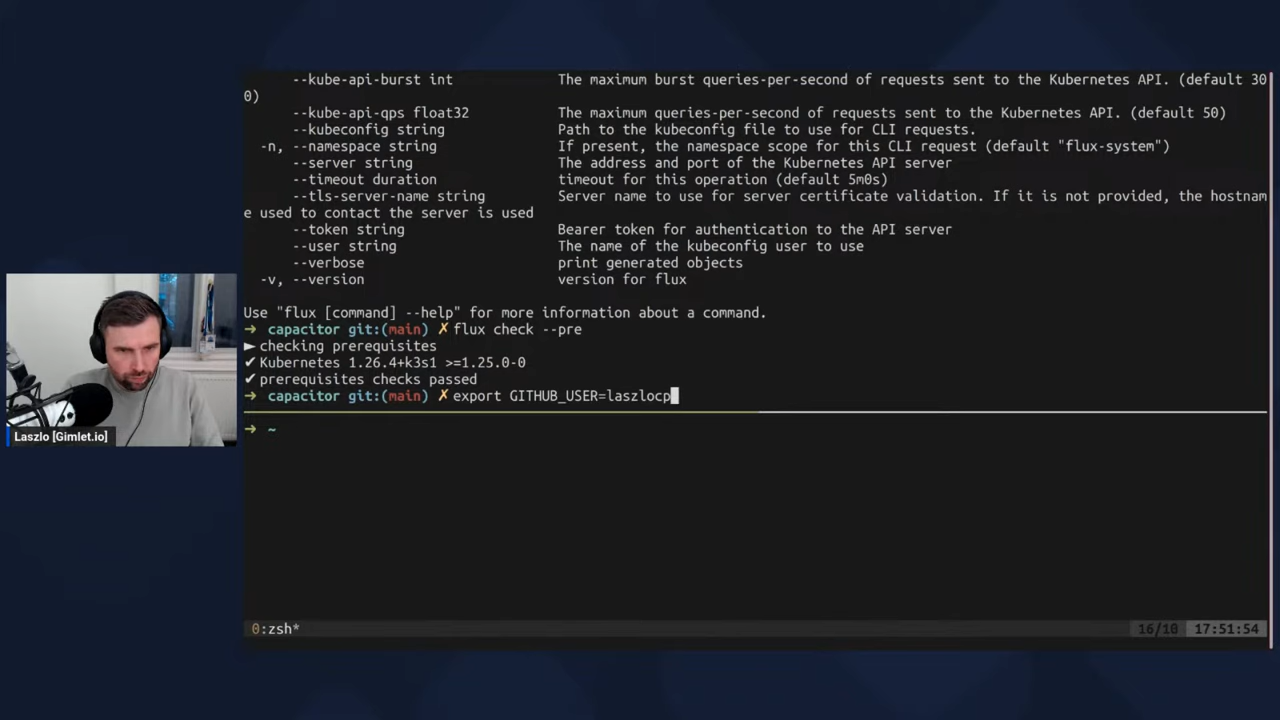 --kube-api-burst int The maximum burst queries-per-second of requests sent to the Kubernetes API. (default 30
0)
--kube-api-qps float32 The maximum queries-per-second of requests sent to the Kubernetes API. (default 50)
--kubeconfig string Path to the kubeconfig file to use for CLI requests.
-n, --namespace string If present, the namespace scope for this CLI request (default "flux-system")
--server string The address and port of the Kubernetes API server
--timeout duration timeout for this operation (default 5m0s)
--tls-server-name string Server name to use for server certificate validation. If it is not provided, the hostnam
e used to contact the server is used
--token string Bearer token for authentication to the API server
--user string The name of the kubeconfig user to use
--verbose print generated objects
-v, --version version for flux
Use "flux [command] --help" for more information about a command.
➜ capacitor git:(main) ✗ flux check --pre
► checking prerequisites
✔ Kubernetes 1.26.4+k3s1 >=1.25.0-0
✔ prerequisites checks passed
➜ capacitor git:(main) ✗ export GITHUB_USER=laszlocp
➜ ~
Laszlo [Gimlet.io]
0:zsh* 16/10 17:51:54